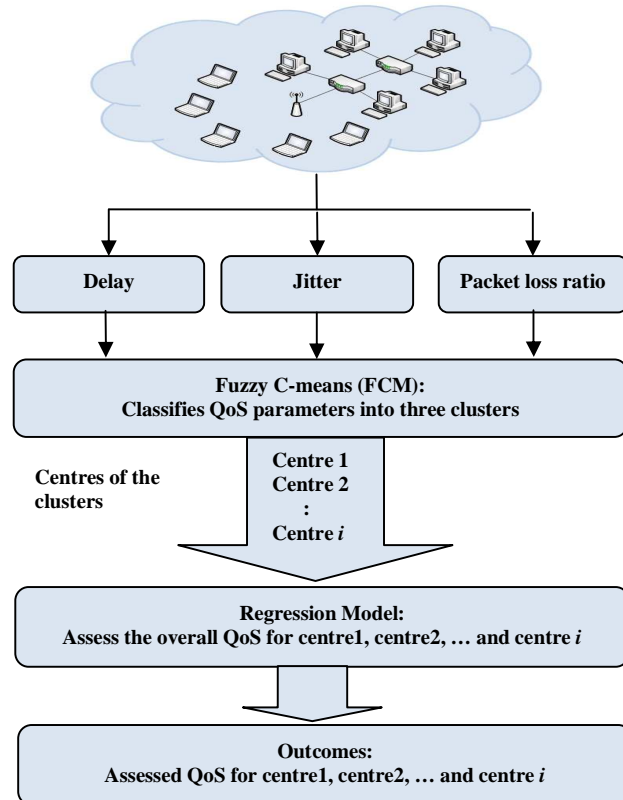 Delay
Jitter
Packet loss ratio
Fuzzy C-means (FCM):
Classifies QoS parameters into three clusters
Centres of the
clusters
Centre 1
Centre 2
:
Centre i
Regression Model:
Assess the overall QoS for centre1, centre2, … and centre i
Outcomes:
Assessed QoS for centre1, centre2, … and centre i